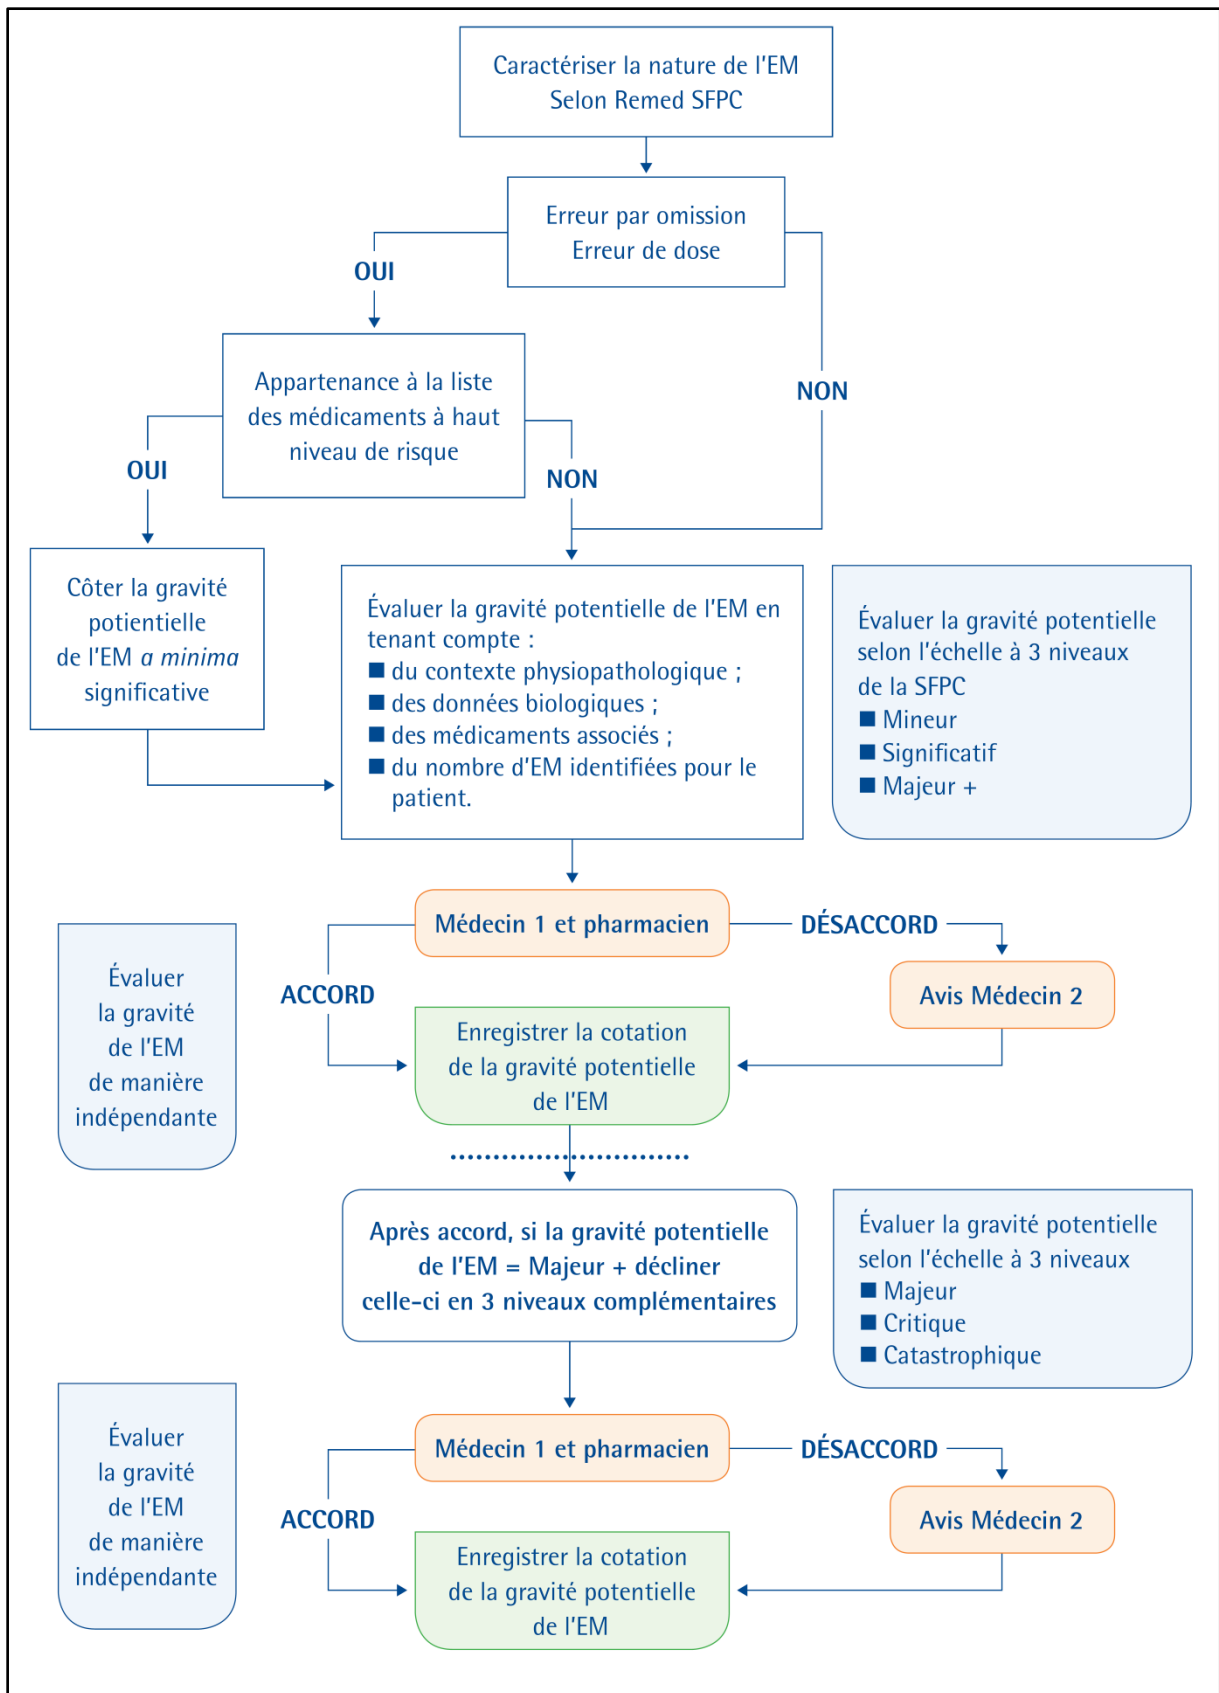 Caractériser la nature de l'EM
Selon Remed SFPC
Erreur par omission
Erreur de dose
OUI
NON
Appartenance à la liste
des médicaments à haut
niveau de risque
OUI
NON
Côter la gravité
potientielle
de l'EM a minima
significative
Évaluer la gravité potentielle de l'EM en
tenant compte :
■ du contexte physiopathologique ;
■ des données biologiques ;
■ des médicaments associés ;
■ du nombre d'EM identifiées pour le
patient.
Évaluer la gravité potentielle
selon l'échelle à 3 niveaux
de la SFPC
■ Mineur
■ Significatif
■ Majeur +
Médecin 1 et pharmacien
DÉSACCORD
Évaluer
la gravité
de l'EM
de manière
indépendante
ACCORD
Avis Médecin 2
Enregistrer la cotation
de la gravité potentielle
de l'EM
Après accord, si la gravité potentielle
de l'EM = Majeur + décliner
celle-ci en 3 niveaux complémentaires
Évaluer la gravité potentielle
selon l'échelle à 3 niveaux
■ Majeur
■ Critique
■ Catastrophique
Médecin 1 et pharmacien
DÉSACCORD
Évaluer
la gravité
de l'EM
de manière
indépendante
ACCORD
Avis Médecin 2
Enregistrer la cotation
de la gravité potentielle
de l'EM